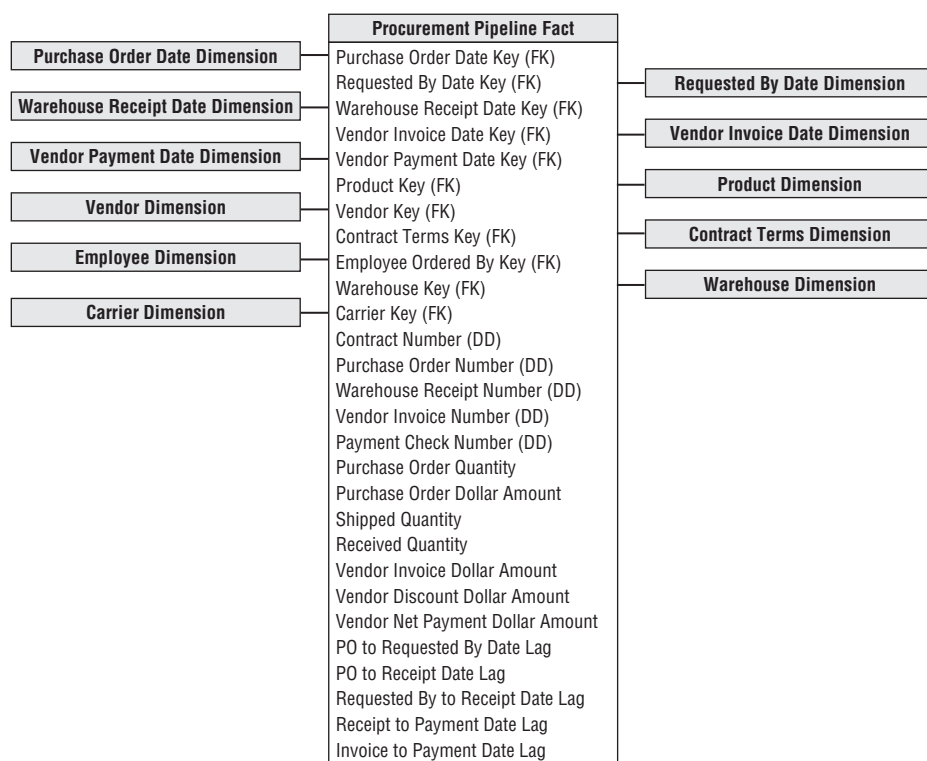 Procurement Pipeline Fact
Purchase Order Date Dimension
Warehouse Receipt Date Dimension
Vendor Payment Date Dimension
Vendor Dimension
Employee Dimension
Carrier Dimension
Purchase Order Date Key (FK)
Requested By Date Key (FK)
Warehouse Receipt Date Key (FK)
Vendor Invoice Date Key (FK)
Vendor Payment Date Key (FK)
Product Key (FK)
Vendor Key (FK)
Contract Terms Key (FK)
Employee Ordered By Key (FK)
Warehouse Key (FK)
Carrier Key (FK)
Contract Number (DD)
Purchase Order Number (DD)
Warehouse Receipt Number (DD)
Vendor Invoice Number (DD)
Payment Check Number (DD)
Purchase Order Quantity
Purchase Order Dollar Amount
Shipped Quantity
Received Quantity
Vendor Invoice Dollar Amount
Vendor Discount Dollar Amount
Vendor Net Payment Dollar Amount
PO to Requested By Date Lag
PO to Receipt Date Lag
Requested By to Receipt Date Lag
Receipt to Payment Date Lag
Invoice to Payment Date Lag
Requested By Date Dimension
Vendor Invoice Date Dimension
Product Dimension
Contract Terms Dimension
Warehouse Dimension